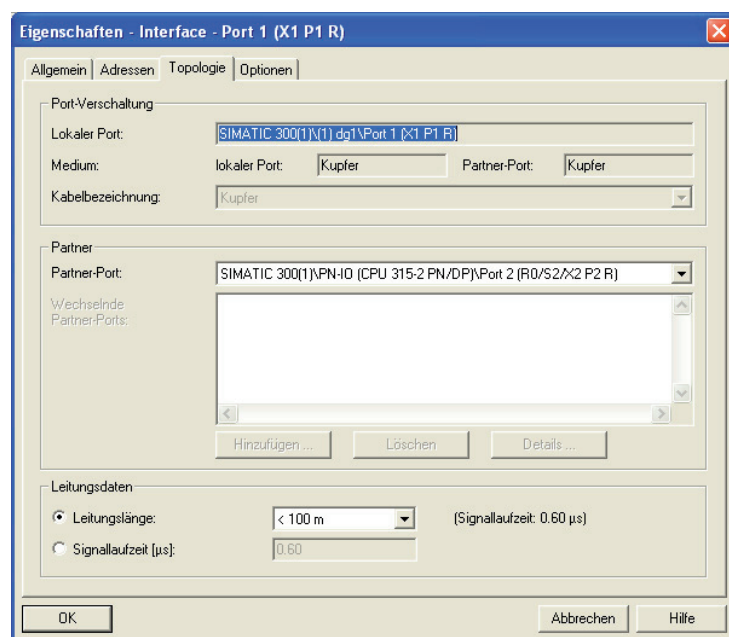 Eigenschaften - Interface - Port 1 (X1 P1 R)
Allgemein Adressen Topologie Optionen
Port-Verschaltung
Lokaler Port: SIMATIC 300(1)\(1) dg1\Port 1 (X1 P1 R)
Medium: lokaler Port: Kupfer Partner-Port: Kupfer
Kabelbezeichnung: Kupfer
Partner
Partner-Port: SIMATIC 300(1)\PN-IO (CPU 315-2 PN/DP)\Port 2 (R0/S2/X2 P2 R)
Wechselnde
Partner-Ports:
Hinzufügen ... Löschen Details ...
Leitungsdaten
Leitungslänge: < 100 m (Signallaufzeit: 0.60 µs)
Signallaufzeit [µs]: 0.60
OK Abbrechen Hilfe